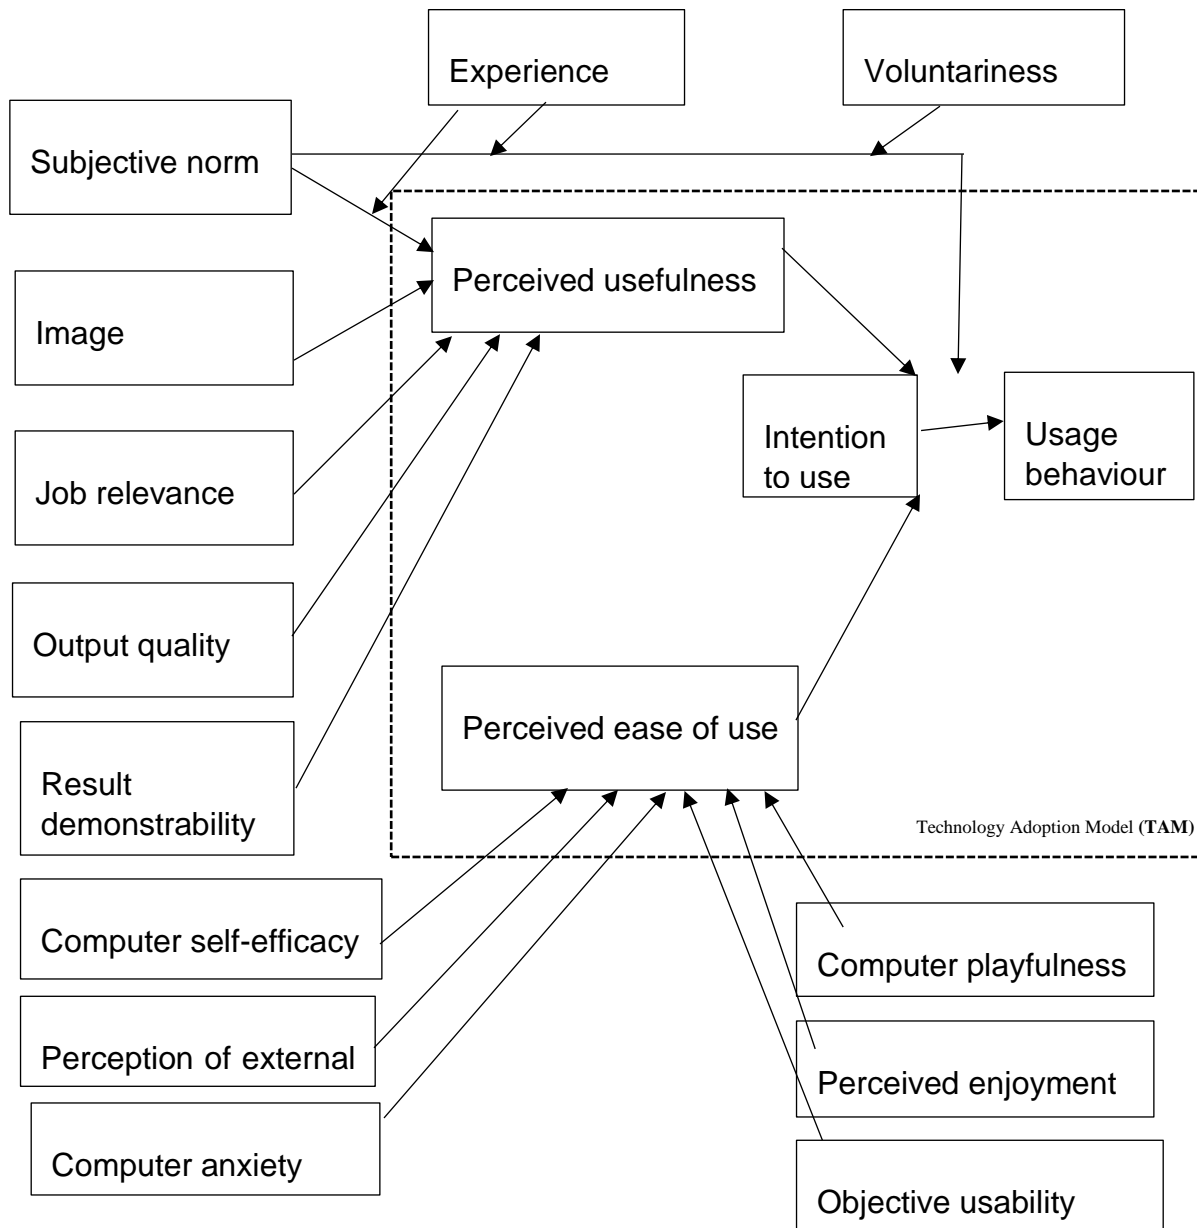 Experience
Voluntariness
Subjective norm
Perceived usefulness
Image
Intention
to use
Usage
behaviour
Job relevance
Output quality
Perceived ease of use
Result
demonstrability
Technology Adoption Model (TAM)
Computer self-efficacy
Computer playfulness
Perception of external
Perceived enjoyment
Computer anxiety
Objective usability